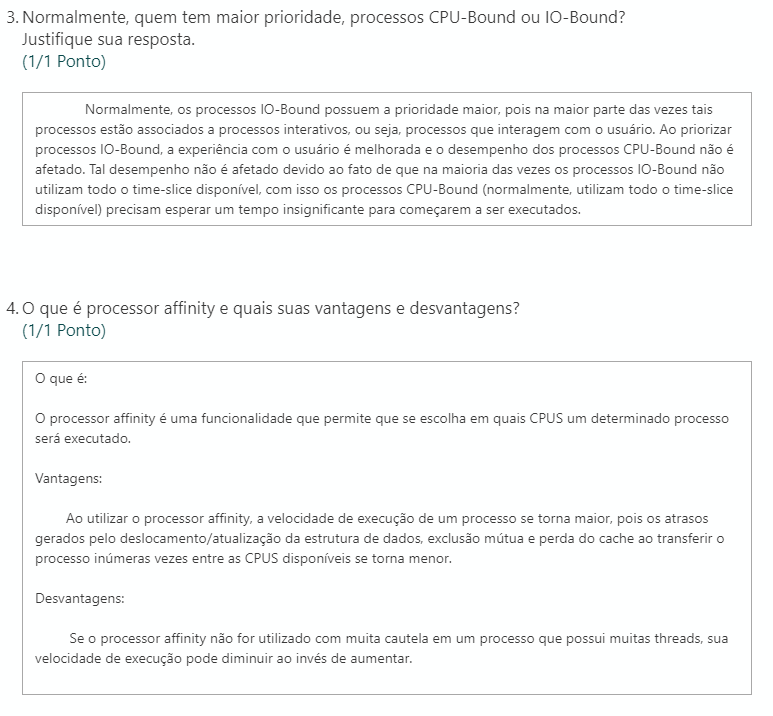 3. Normalmente, quem tem maior prioridade, processos CPU-Bound ou IO-Bound?
Justifique sua resposta.
(1/1 Ponto)
Normalmente, os processos IO-Bound possuem a prioridade maior, pois na maior parte das vezes tais
processos estão associados a processos interativos, ou seja, processos que interagem com o usuário. Ao priorizar
processos IO-Bound, a experiência com o usuário é melhorada e o desempenho dos processos CPU-Bound não é
afetado. Tal desempenho não é afetado devido ao fato de que na maioria das vezes os processos IO-Bound não
utilizam todo o time-slice disponível, com isso os processos CPU-Bound (normalmente, utilizam todo o time-slice
disponível) precisam esperar um tempo insignificante para começarem a ser executados.
4. O que é processor affinity e quais suas vantagens e desvantagens?
(1/1 Ponto)
O que é:
O processor affinity é uma funcionalidade que permite que se escolha em quais CPUS um determinado processo
será executado.
Vantagens:
Ao utilizar o processor affinity, a velocidade de execução de um processo se torna maior, pois os atrasos
gerados pelo deslocamento/atualização da estrutura de dados, exclusão mútua e perda do cache ao transferir o
processo inúmeras vezes entre as CPUS disponíveis se torna menor.
Desvantagens:
Se o processor affinity não for utilizado com muita cautela em um processo que possui muitas threads, sua
velocidade de execução pode diminuir ao invés de aumentar.